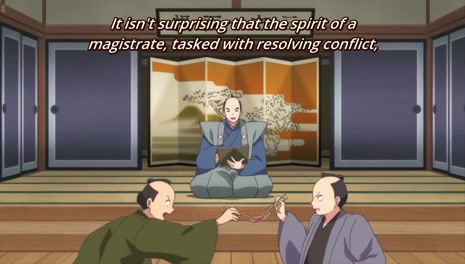 It isn't surprising that the spirit of a
magistrate, tasked with resolving conflict,